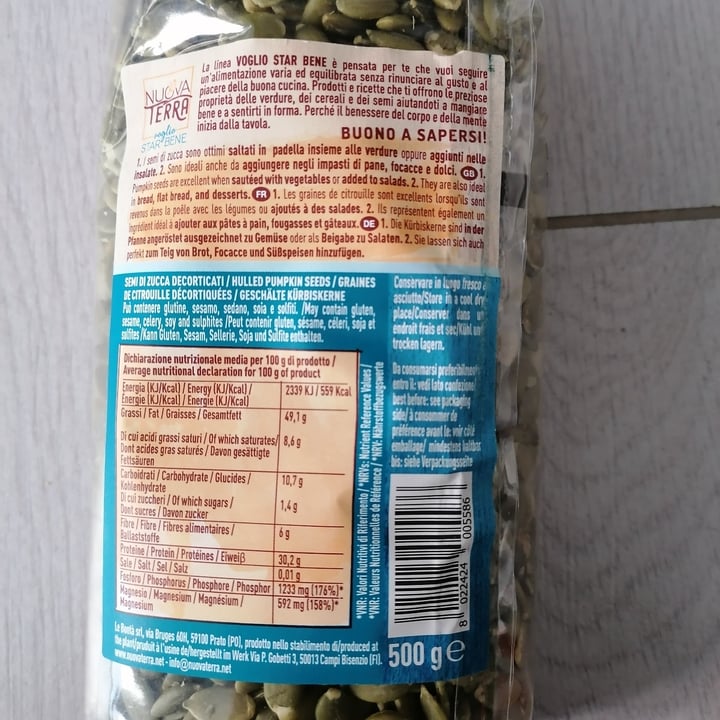 NUOVA
TERRA
voglio
STAR BENE
La linea VOGLIO STAR BENE è pensata per te che vuoi seguire
un'alimentazione varia ed equilibrata senza rinunciare al gusto e al
piacere della buona cucina. Prodotti e ricette che ti offrono le preziose
proprietà delle verdure, dei cereali e dei semi aiutandoti a mangiare
bene e a sentirti in forma. Perché il benessere del corpo e della mente
inizia dalla tavola.
BUONO A SAPERSI!
1. I semi di zucca sono ottimi saltati in padella insieme alle verdure oppure aggiunti nelle
insalate. 2. Sono ideali anche da aggiungere negli impasti di pane, focacce e dolci. GB 1.
Pumpkin seeds are excellent when sautéed with vegetables or added to salads. 2. They are also ideal
in bread, flat bread, and desserts. FR 1. Les graines de citrouille sont excellents lorsqu'ils sont
revenus dans la poêle avec les légumes ou ajoutés à des salades. 2. Ils représentent également un
ingrédient idéal à ajouter aux pâtes à pain, fougasses et gâteaux. DE 1. Die Kürbiskerne sind in der
Pfanne angeröstet ausgezeichnet zu Gemüse oder als Beigabe zu Salaten. 2. Sie lassen sich auch
perfekt zum Teig von Brot, Focacce und Süßspeisen hinzufügen.
SEMI DI ZUCCA DECORTICATI / HULLED PUMPKIN SEEDS / GRAINES
DE CITROUILLE DÉCORTIQUÉES / GESCHÄLTE KÜRBISKERNE
Può contenere glutine, sesamo, sedano, soia e solfiti. /May contain gluten,
sesame, celery, soy and sulphites /Peut contenir gluten, sésame, céleri, soja et
sulfites /Kann Gluten, Sesam, Sellerie, Soja und Sulfite enthalten.
Dichiarazione nutrizionale media per 100 g di prodotto /
Average nutritional declaration for 100 g of product
Energia (KJ/Kcal) / Energy (KJ/Kcal) /
Énergie (KJ/Kcal) / Energie (KJ/Kcal) 2339 KJ / 559 Kcal
Grassi / Fat / Graisses / Gesamtfett 49,1 g
Di cui acidi grassi saturi / Of which saturates/
Dont acides gras saturés / Davon gesättigte
Fettsäuren 8,6 g
Carboidrati / Carbohydrate / Glucides /
Kohlenhydrate 10,7 g
Di cui zuccheri / Of which sugars /
Dont sucres / Davon zucker 1,4 g
Fibre / Fibre / Fibres alimentaires /
Ballaststoffe 6 g
Proteine / Protein / Protéines / Eiweiß 30,2 g
Sale / Salt / Sel / Salz 0,01 g
Fosforo / Phosphorus / Phosphore / Phosphor 1233 mg (176%)*
Magnesio / Magnesium / Magnésium /
Magnesium 592 mg (158%)*
*VNR: Valori Nutritivi di Riferimento / *NRVs: Nutrient Reference Values /
*VNR: Valeurs Nutritionnelles de Référence / *NRV: Nährstoffbezugswerte
Conservare in luogo fresco e
asciutto/Store in a cool dry
place/Conserver dans un
endroit frais et sec/Kühl und
trocken lagern.
Da consumarsi preferibilmente
entro il: vedi lato confezione/
best before: see packaging
side/ à consommer de
préférence avant le: voir côté
emballage/ mindestens haltbar
bis: siehe Verpackungsseite
8 022424 005586
500 g e
Le Bontà srl, via Bruges 60H, 59100 Prato (PO), prodotto nello stabilimento di/produced at
the plant/produit à l'usine de/hergestellt im Werk Via P. Gobetti 3, 50013 Campi Bisenzio (FI).
www.nuovaterra.net - info@nuovaterra.net